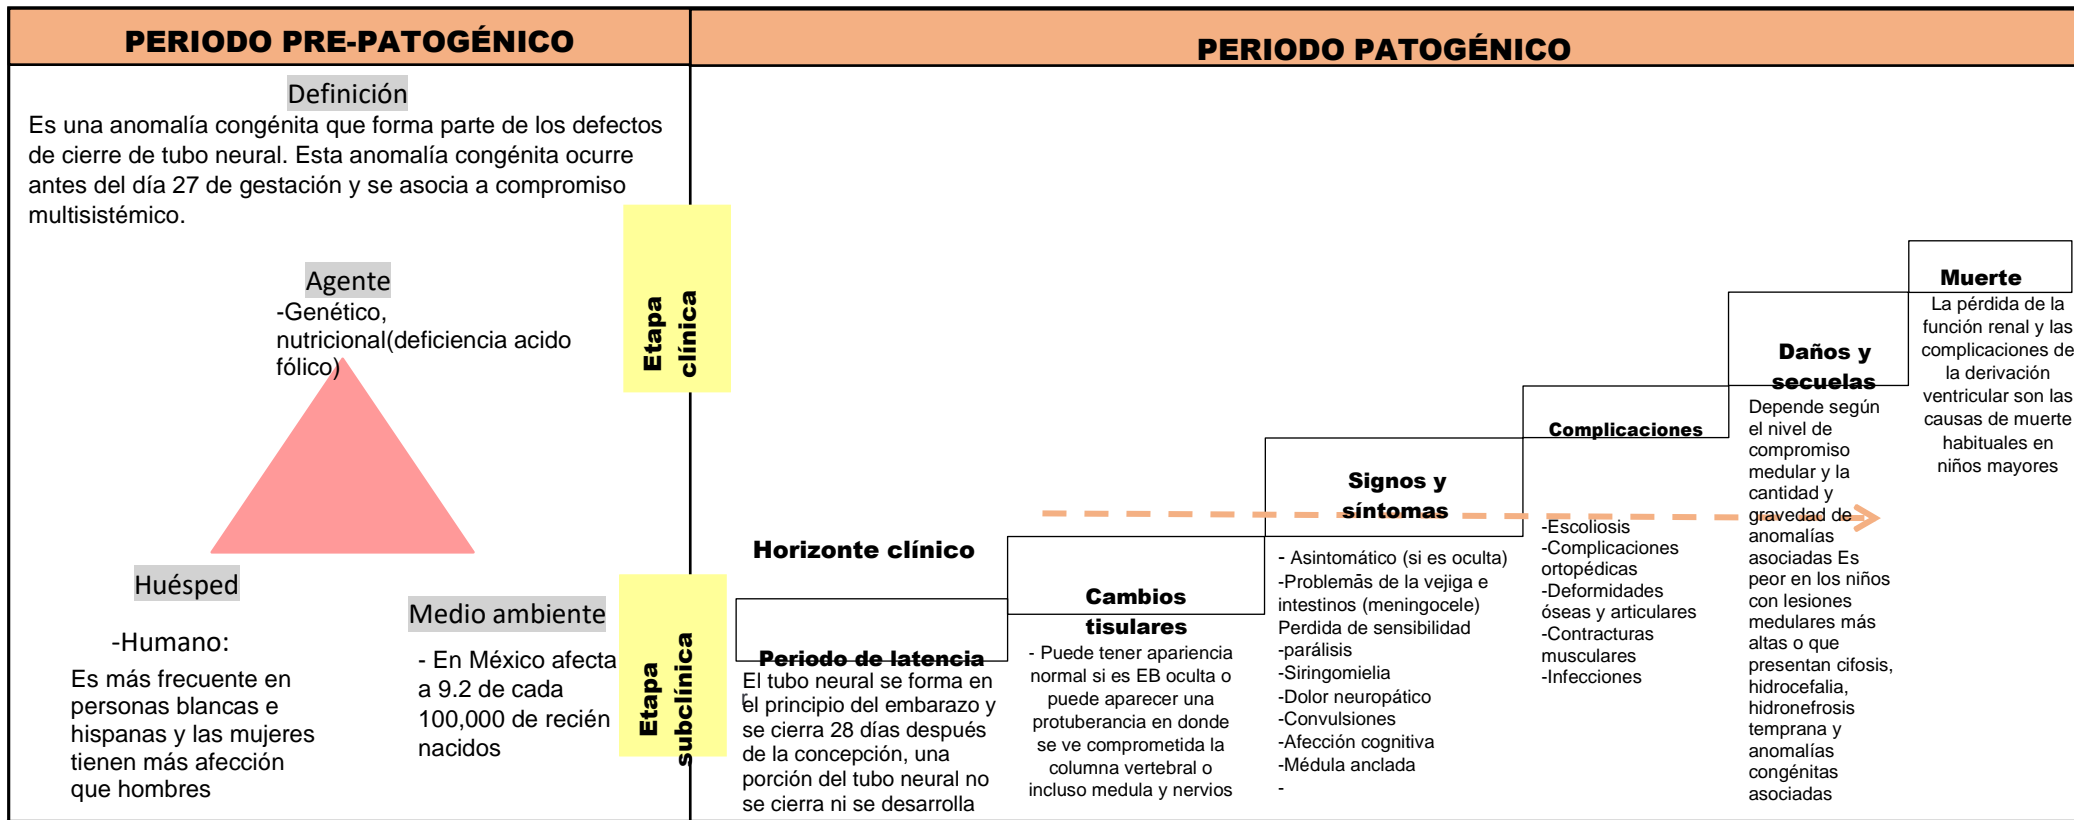 PERIODO PRE-PATOGÉNICO
PERIODO PATOGÉNICO
Definición
Es una anomalía congénita que forma parte de los defectos
de cierre de tubo neural. Esta anomalía congénita ocurre
antes del día 27 de gestación y se asocia a compromiso
multisistémico.
Agente
-Genético,
nutricional(deficiencia acido
fólico)
Huésped
-Humano:
Es más frecuente en
personas blancas e
hispanas y las mujeres
tienen más afección
que hombres
Medio ambiente
- En México afecta
a 9.2 de cada
100,000 de recién
nacidos
Etapa
clínica
Etapa
subclínica
Horizonte clínico
Periodo de latencia
El tubo neural se forma en
el principio del embarazo y
se cierra 28 días después
de la concepción, una
porción del tubo neural no
se cierra ni se desarrolla
Cambios
tisulares
- Puede tener apariencia
normal si es EB oculta o
puede aparecer una
protuberancia en donde
se ve comprometida la
columna vertebral o
incluso medula y nervios
Signos y
síntomas
- Asintomático (si es oculta)
-Problemas de la vejiga e
intestinos (meningocele)
Perdida de sensibilidad
-parálisis
-Siringomielia
-Dolor neuropático
-Convulsiones
-Afección cognitiva
-Médula anclada
-
Complicaciones
-Escoliosis
-Complicaciones
ortopédicas
-Deformidades
óseas y articulares
-Contracturas
musculares
-Infecciones
Daños y
secuelas
Depende según
el nivel de
compromiso
medular y la
cantidad y
gravedad de
anomalías
asociadas Es
peor en los niños
con lesiones
medulares más
altas o que
presentan cifosis,
hidrocefalia,
hidronefrosis
temprana y
anomalías
congénitas
asociadas
Muerte
La pérdida de la
función renal y las
complicaciones de
la derivación
ventricular son las
causas de muerte
habituales en
niños mayores